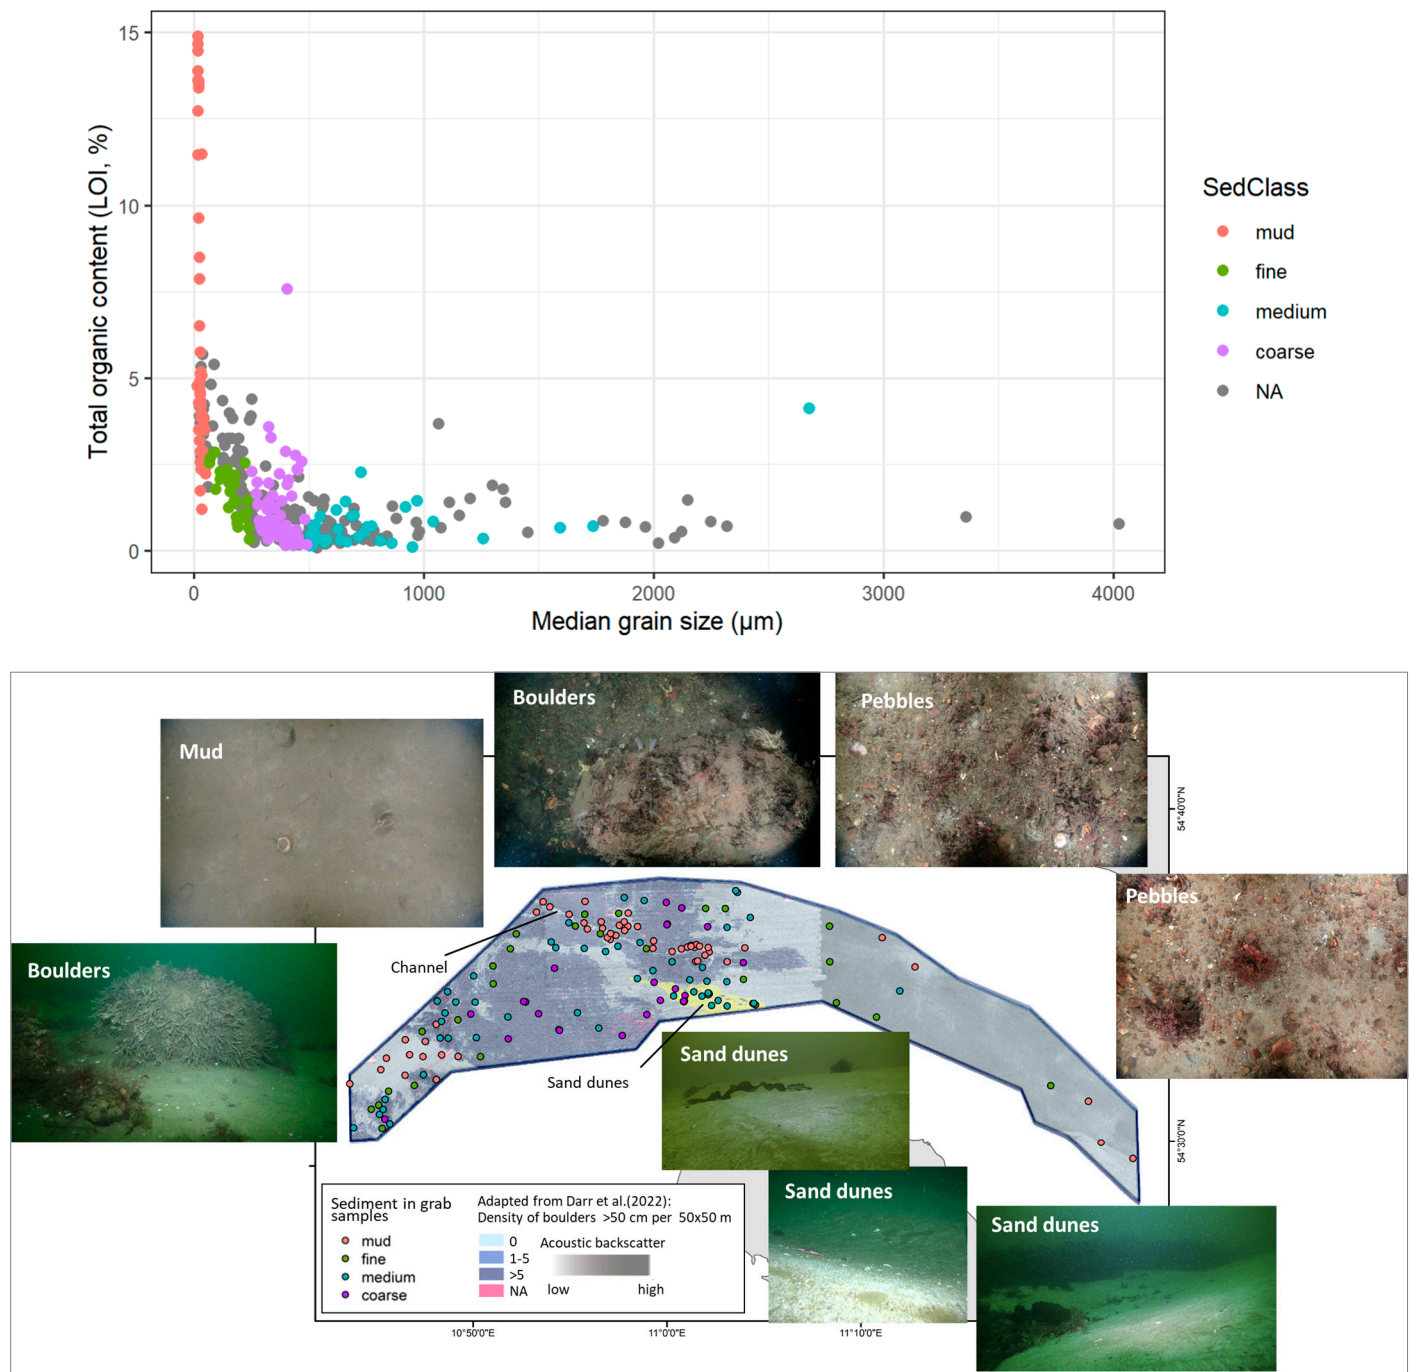 15
10
5
0
Total organic content (LOI, %)
0 1000 2000 3000 4000
Median grain size (µm)
SedClass
mud
fine
medium
coarse
NA
Boulders
Pebbles
Mud
54°40'0"N
Pebbles
Boulders
Channel
Sand dunes
Sand dunes
54°30'0"N
Sand dunes
Sand dunes
Sediment in grab
samples
mud
fine
medium
coarse
Adapted from Darr et al.(2022):
Density of boulders >50 cm per 50x50 m
0
1-5
>5
NA
Acoustic backscatter
low high
10°50'0"E 11°0'0"E 11°10'0"E